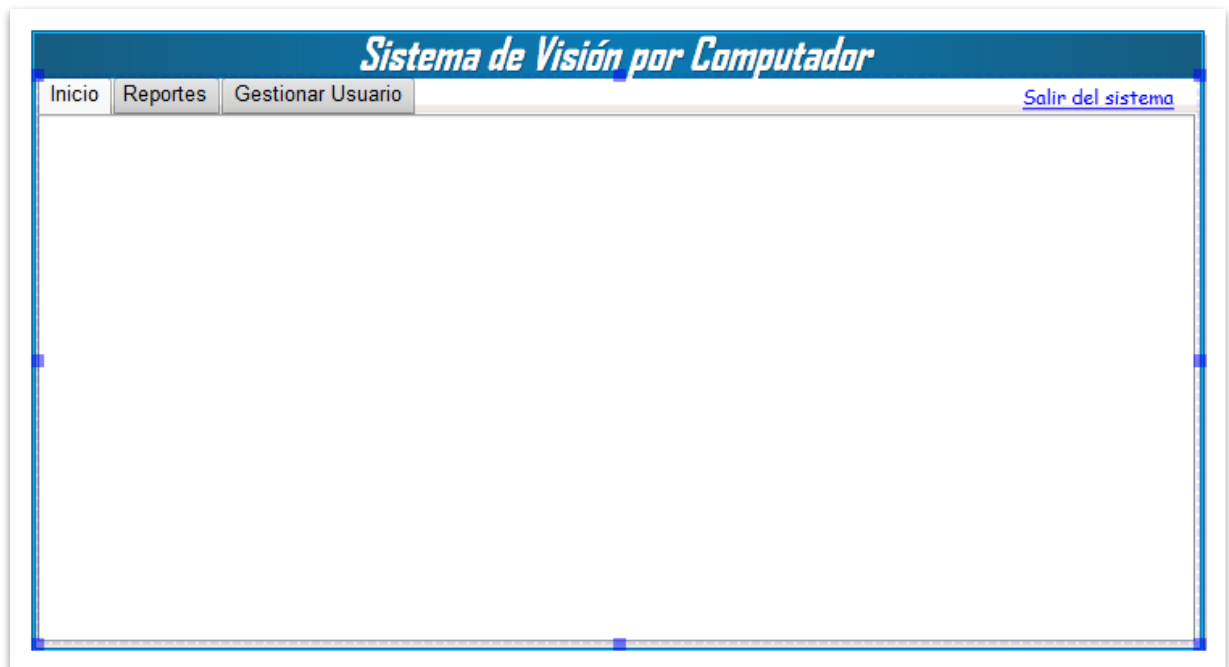 Sistema de Visión por Computador
Inicio Reportes Gestionar Usuario Salir del sistema